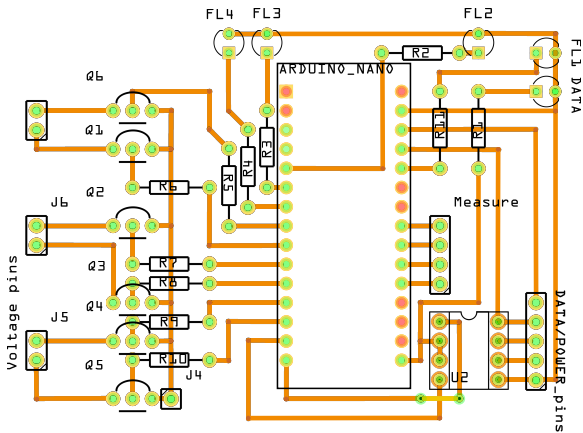 FL4 FL3 FL2
FL1
DATA
R2
ARDUINO_NANO
Q6
Q1
R11
R1
R3
R4
R5
R6
Q2
J6
Measure
Q3
R7
R8
Q4
J5
R9
Q5
R10
J4
U2
Voltage pins
DATA/POWER_pins